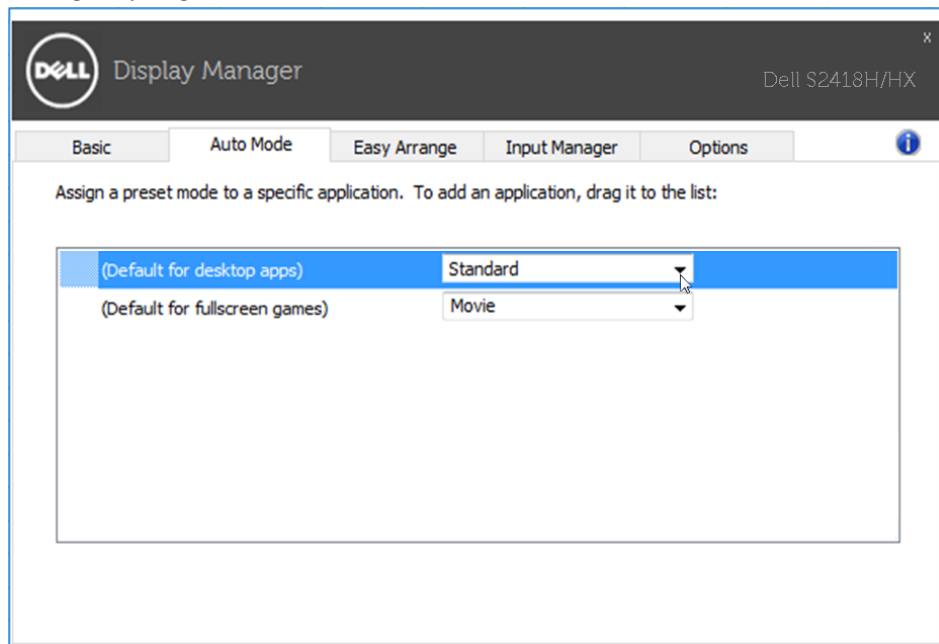 DELL Display Manager
x
Dell S2418H/HX
Basic Auto Mode Easy Arrange Input Manager Options
Assign a preset mode to a specific application. To add an application, drag it to the list:
(Default for desktop apps) Standard
(Default for fullscreen games) Movie